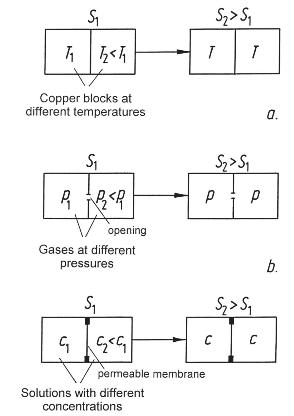 S₁ S₂>S₁
T₁ T₂<T₁ T T
Copper blocks at
different temperatures
a.
S₁ S₂>S₁
p₁ p₂<p₁ p p
opening
Gases at different
pressures
b.
S₁ S₂>S₁
c₁ c₂<c₁ c c
permeable membrane
Solutions with different
concentrations